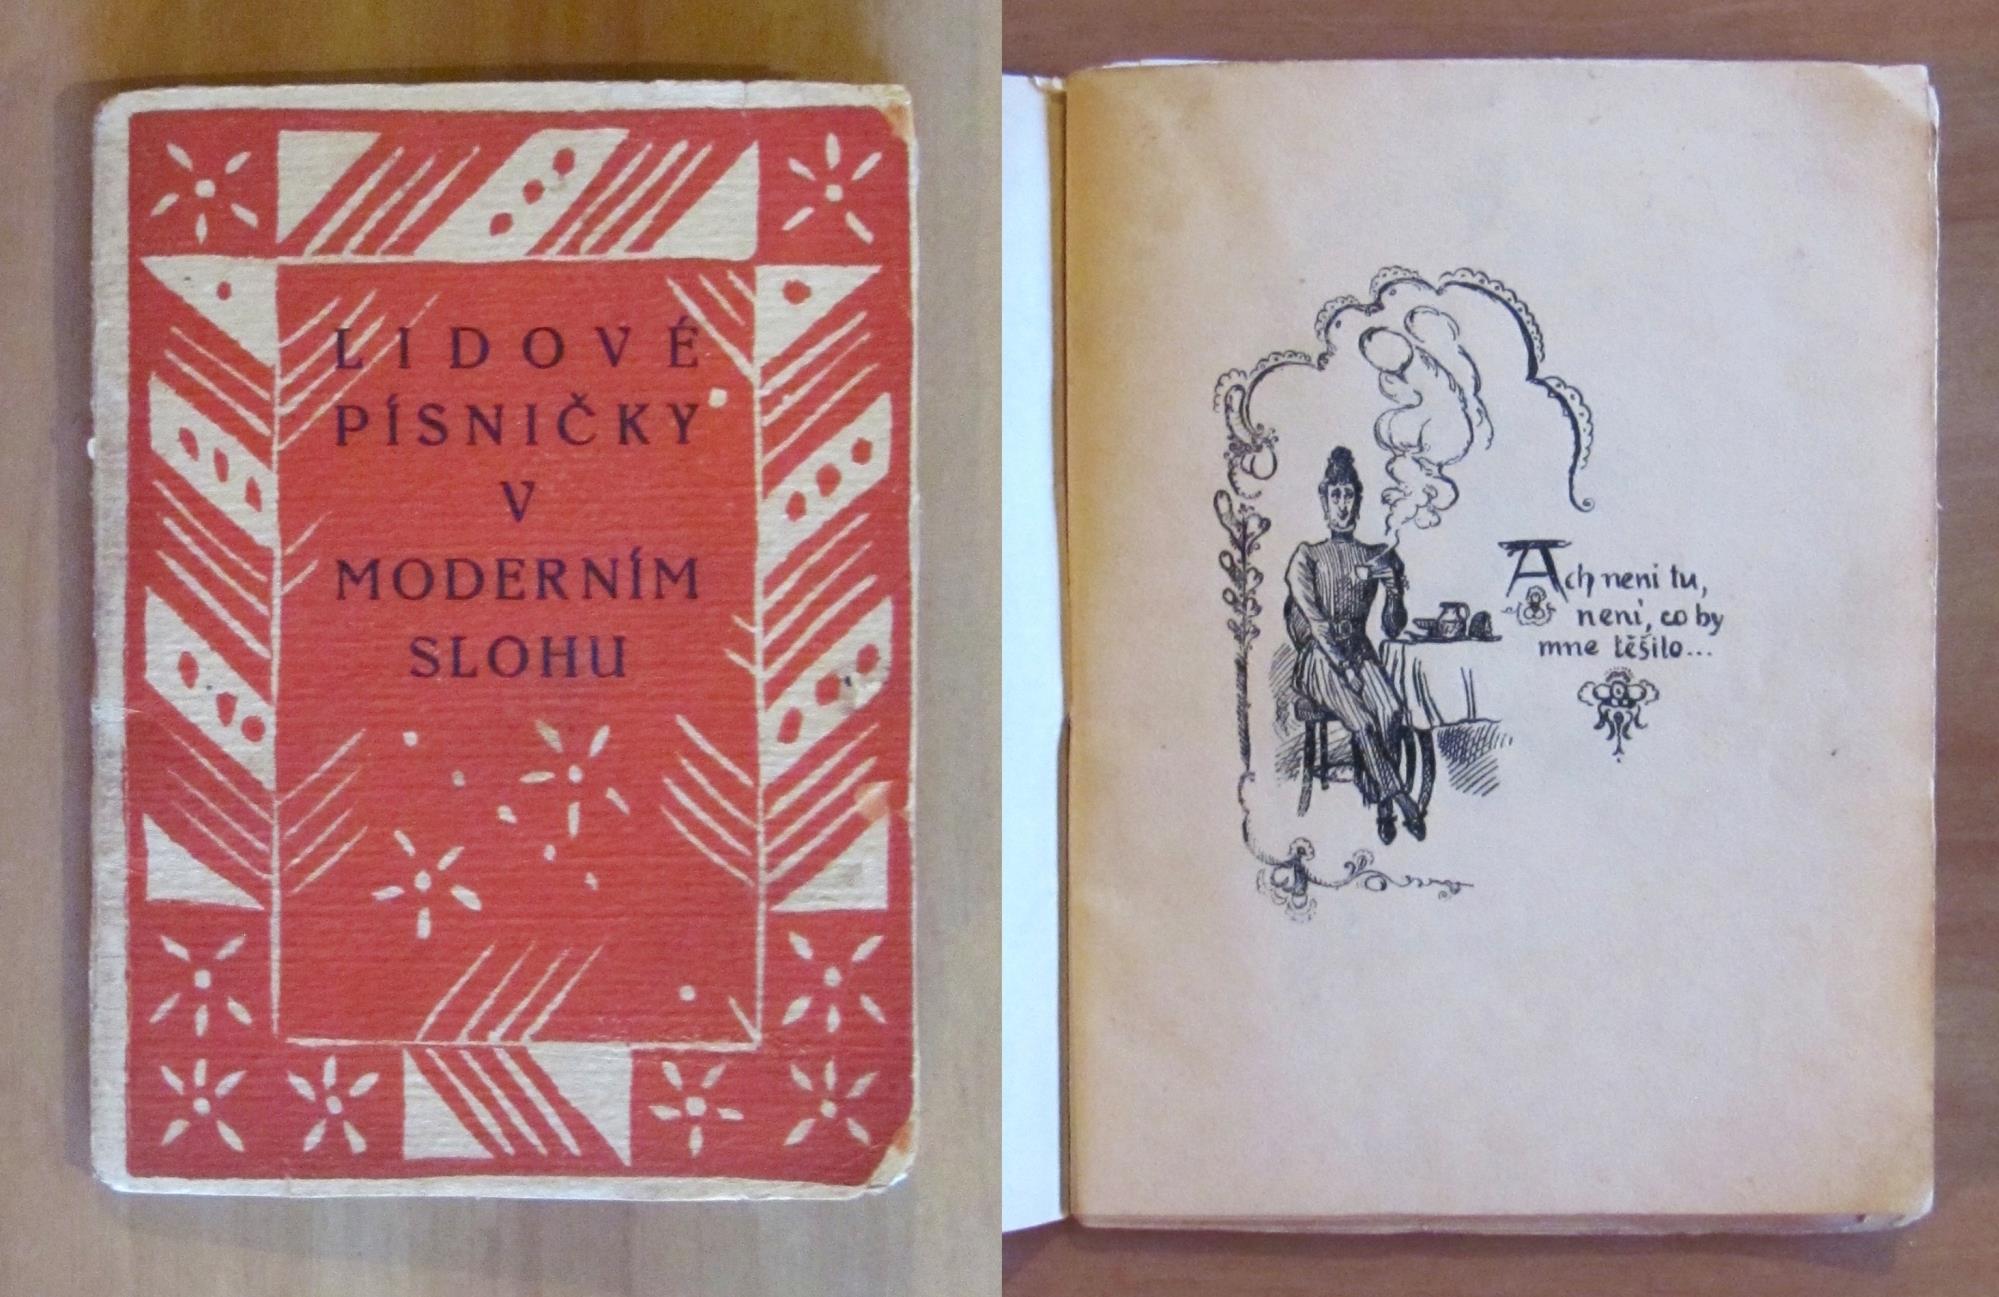 LIDOVÉ
PÍSNIČKY
V
MODERNÍM
SLOHU
Ach neni tu,
neni, co by
mne těšilo...